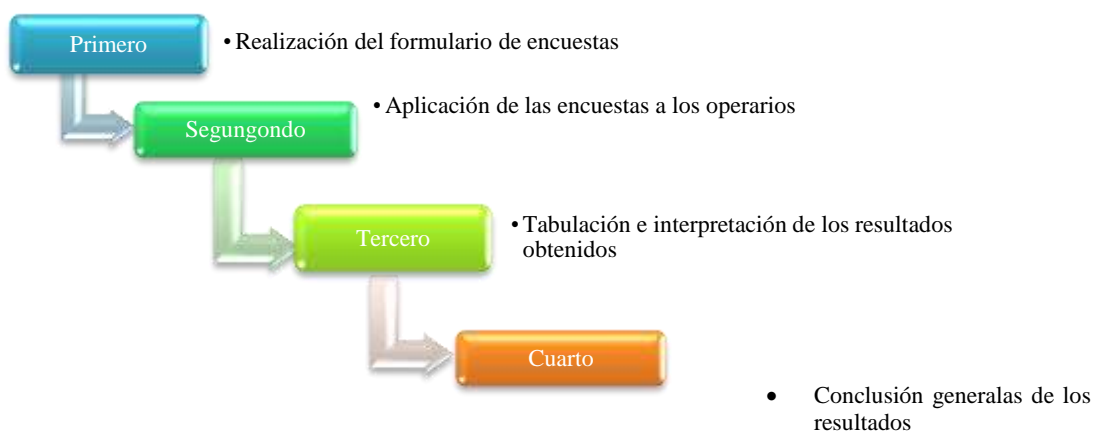 Primero
• Realización del formulario de encuestas
Segungondo
• Aplicación de las encuestas a los operarios
Tercero
• Tabulación e interpretación de los resultados
obtenidos
Cuarto
• Conclusión generalas de los
resultados